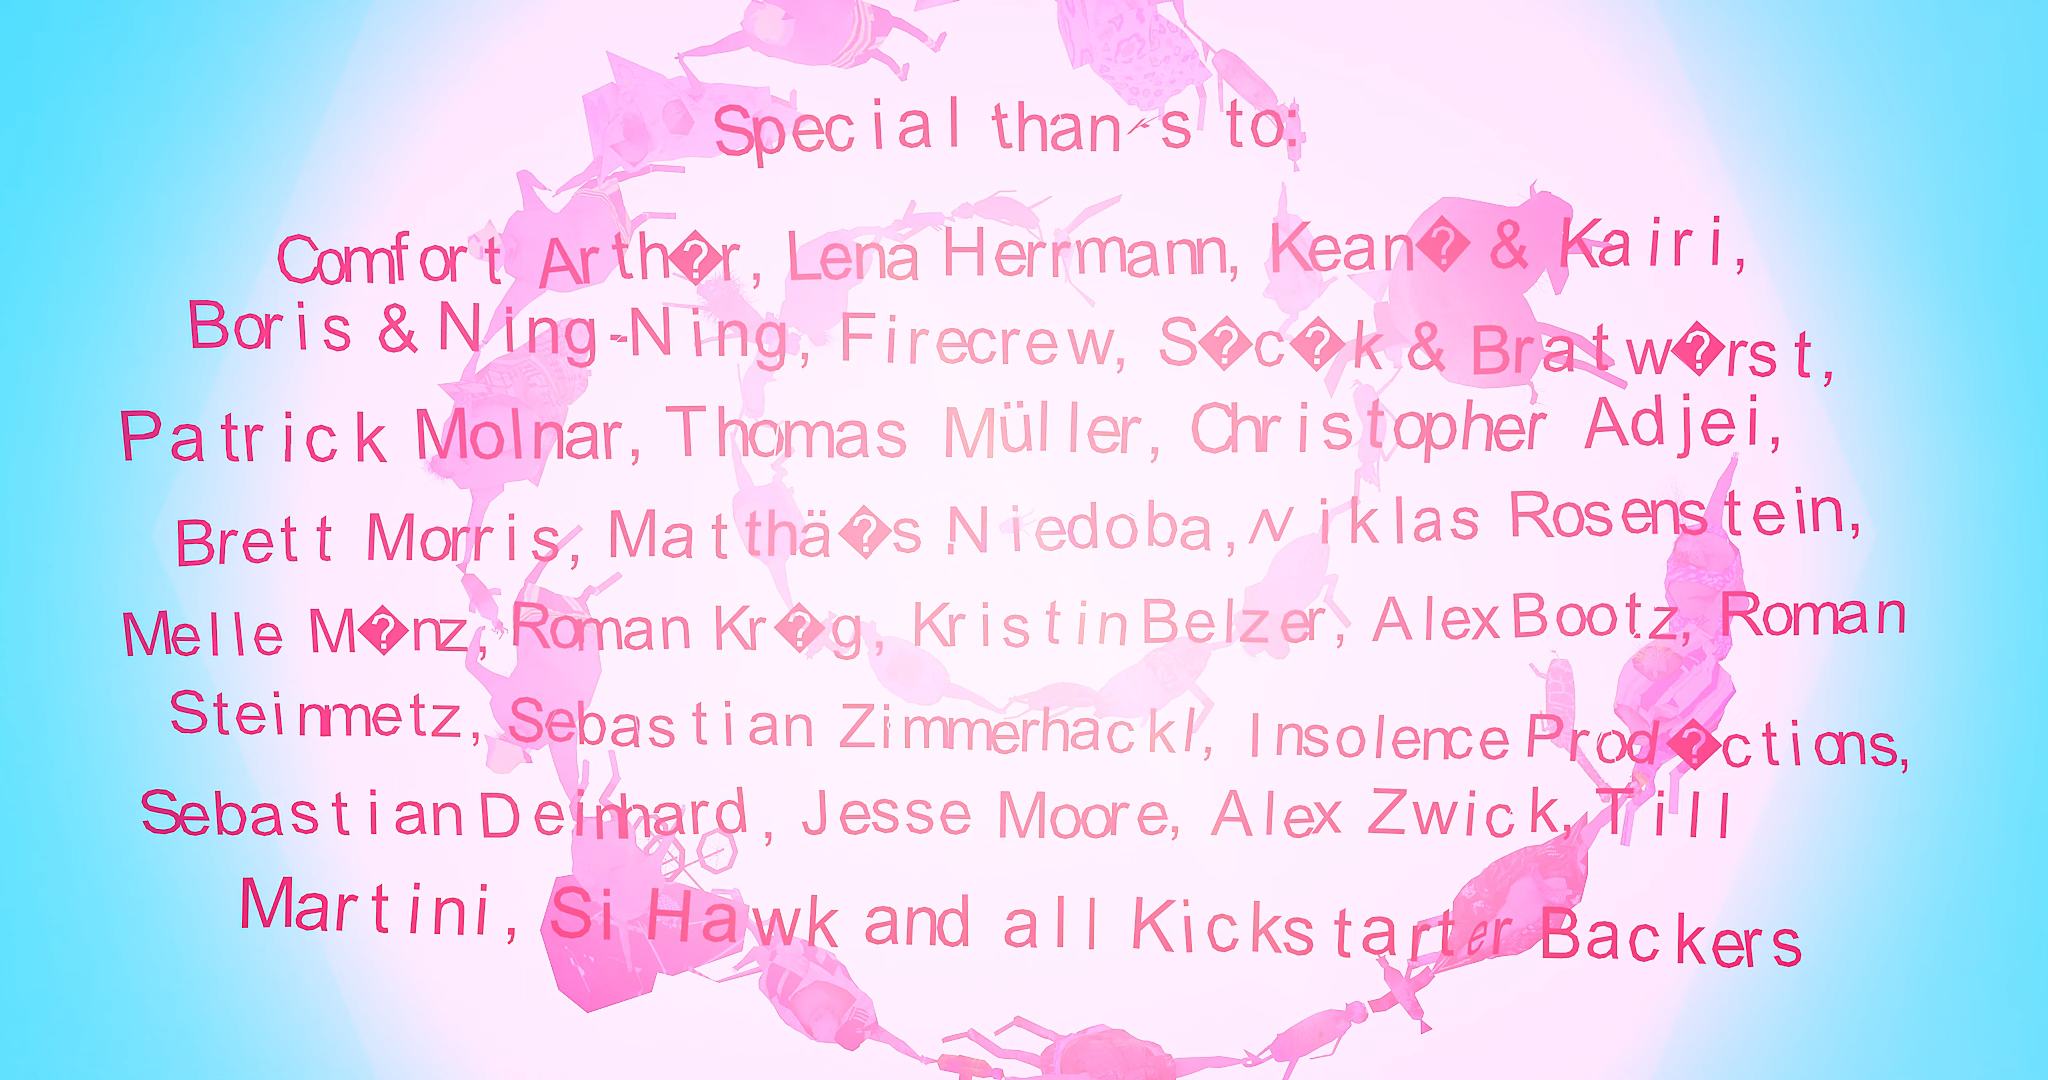 Special thanks to:
Comfort Arth�r, Lena Herrmann, Kean� & Kairi,
Boris & Ning-Ning, Firecrew, S�c�k & Bratw�rst,
Patrick Molnar, Thomas Müller, Christopher Adjei,
Brett Morris, Matthä�s Niedoba, Niklas Rosenstein,
Melle M�nz, Roman Kr�g, Kristin Belzer, Alex Bootz, Roman
Steinmetz, Sebastian Zimmerhackl, Insolence Prod�ctions,
Sebastian Deinhard, Jesse Moore, Alex Zwick, Till
Martini, Si Hawk and all Kickstarter Backers